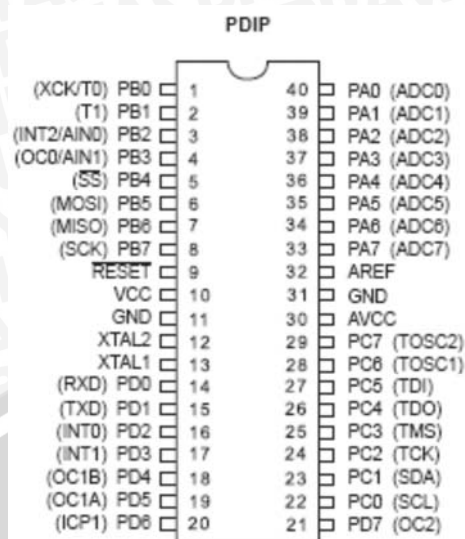 PDIP
(XCK/T0) PB0 1 40 PA0 (ADC0)
(T1) PB1 2 39 PA1 (ADC1)
(INT2/AIN0) PB2 3 38 PA2 (ADC2)
(OC0/AIN1) PB3 4 37 PA3 (ADC3)
(SS) PB4 5 36 PA4 (ADC4)
(MOSI) PB5 6 35 PA5 (ADC5)
(MISO) PB6 7 34 PA6 (ADC6)
(SCK) PB7 8 33 PA7 (ADC7)
RESET 9 32 AREF
VCC 10 31 GND
GND 11 30 AVCC
XTAL2 12 29 PC7 (TOSC2)
XTAL1 13 28 PC6 (TOSC1)
(RXD) PD0 14 27 PC5 (TDI)
(TXD) PD1 15 26 PC4 (TDO)
(INT0) PD2 16 25 PC3 (TMS)
(INT1) PD3 17 24 PC2 (TCK)
(OC1B) PD4 18 23 PC1 (SDA)
(OC1A) PD5 19 22 PC0 (SCL)
(ICP1) PD6 20 21 PD7 (OC2)